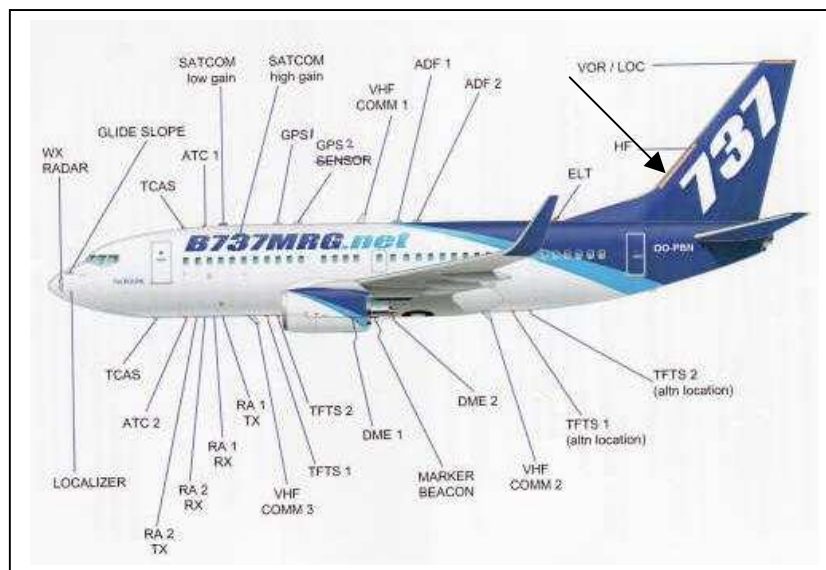 SATCOM
low gain
SATCOM
high gain
VHF
COMM 1
ADF 1
ADF 2
VOR / LOC
GLIDE SLOPE
WX
RADAR
ATC 1
TCAS
GPS1
GPS 2
SENSOR
HF
ELT
737
B737MRG.net
OO-PBN
TCAS
ATC 2
LOCALIZER
RA 2
TX
RA 2
RX
RA 1
RX
RA 1
TX
VHF
COMM 3
TFTS 1
TFTS 2
DME 1
MARKER
BEACON
DME 2
VHF
COMM 2
TFTS 1
(altn location)
TFTS 2
(altn location)